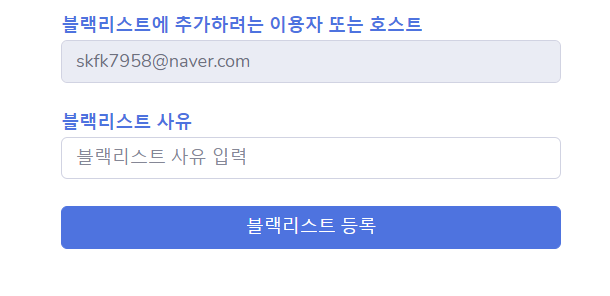 블랙리스트에 추가하려는 이용자 또는 호스트
skfk7958@naver.com
블랙리스트 사유
블랙리스트 사유 입력
블랙리스트 등록